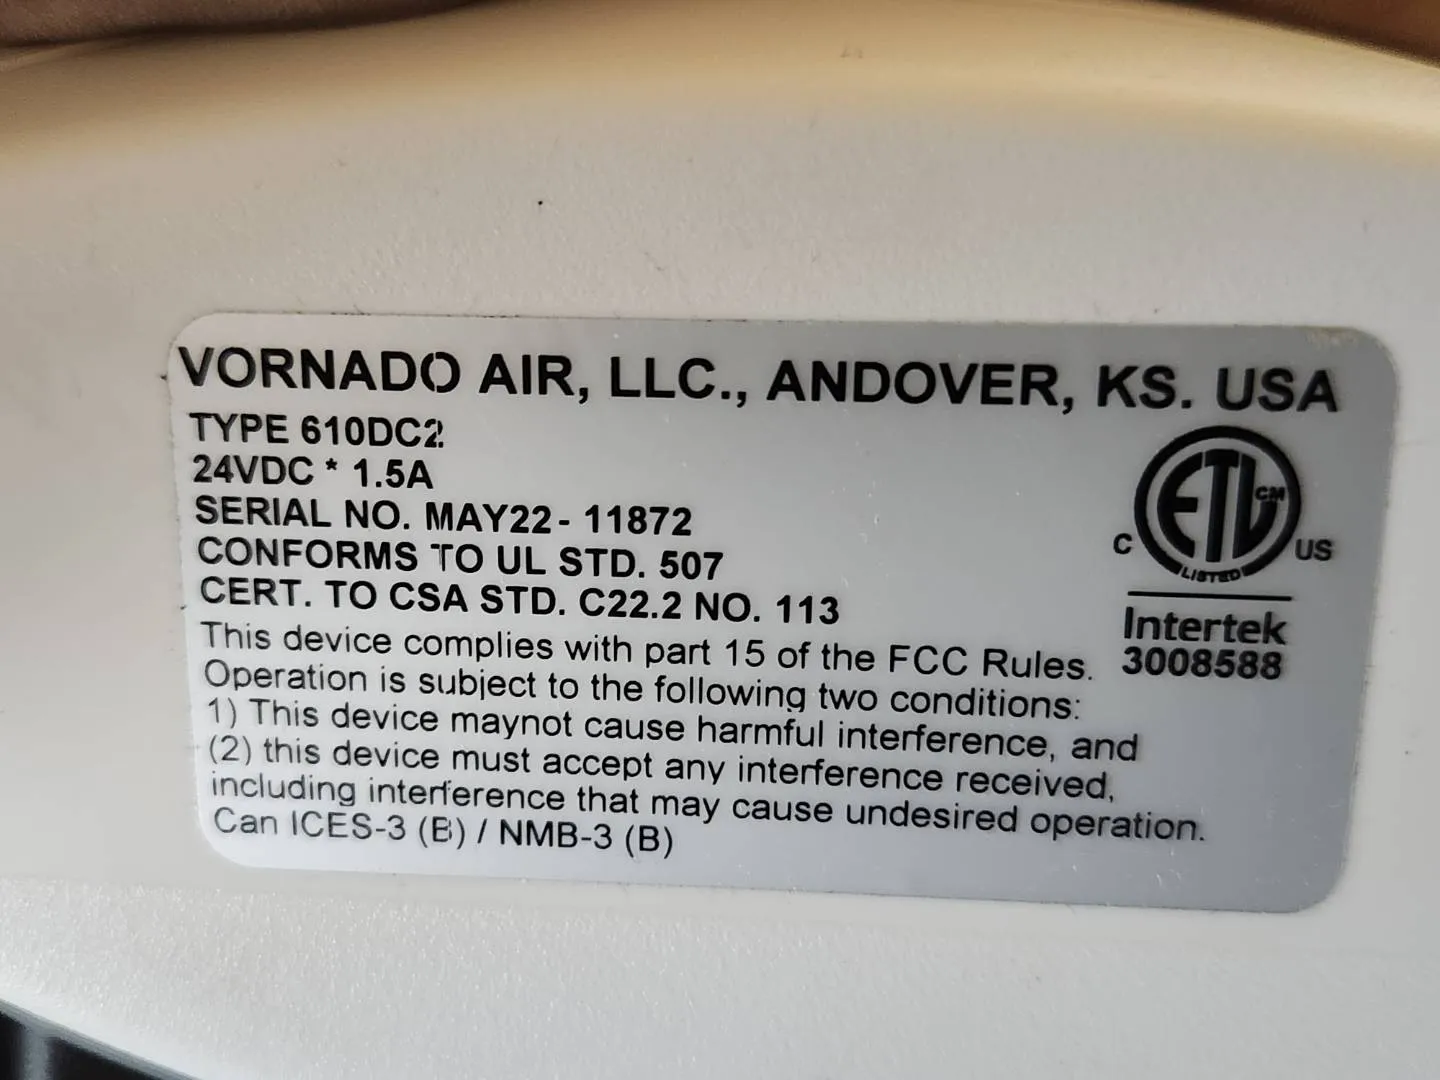 VORNADO AIR, LLC., ANDOVER, KS. USA
TYPE 610DC2
24VDC * 1.5A
SERIAL NO. MAY22- 11872
CONFORMS TO UL STD. 507
CERT. TO CSA STD. C22.2 NO. 113
This device complies with part 15 of the FCC Rules.
Operation is subject to the following two conditions:
1) This device maynot cause harmful interference, and
(2) this device must accept any interference received,
including interference that may cause undesired operation.
Can ICES-3 (B) / NMB-3 (B)
ETL CM
C US
LISTED
Intertek
3008588